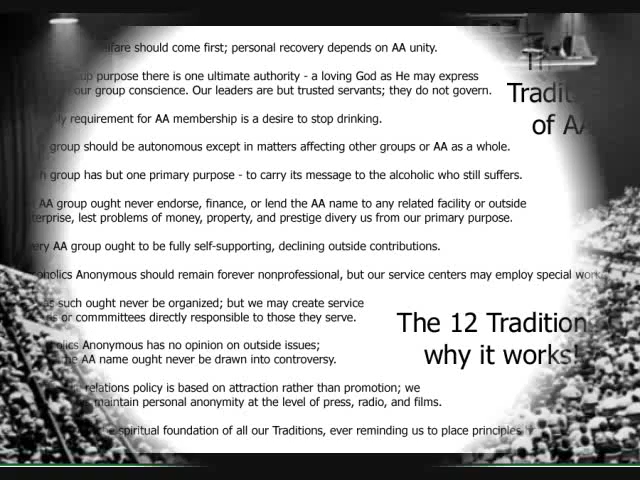 should come first; personal recovery depends on AA unity.
purpose there is one ultimate authority - a loving God as He may express
our group conscience. Our leaders are but trusted servants; they do not govern.
requirement for AA membership is a desire to stop drinking.
group should be autonomous except in matters affecting other groups or AA as a whole.
group has but one primary purpose - to carry its message to the alcoholic who still suffers.
AA group ought never endorse, finance, or lend the AA name to any related facility or outside
lest problems of money, property, and prestige divery us from our primary purpose.
AA group ought to be fully self-supporting, declining outside contributions.
Anonymous should remain forever nonprofessional, but our service centers may employ special
such ought never be organized; but we may create service
or commmittees directly responsible to those they serve.
Anonymous has no opinion on outside issues;
AA name ought never be drawn into controversy.
relations policy is based on attraction rather than promotion; we
maintain personal anonymity at the level of press, radio, and films.
spiritual foundation of all our Traditions, ever reminding us to place principles
of AA
The 12 Tradition
why it works!